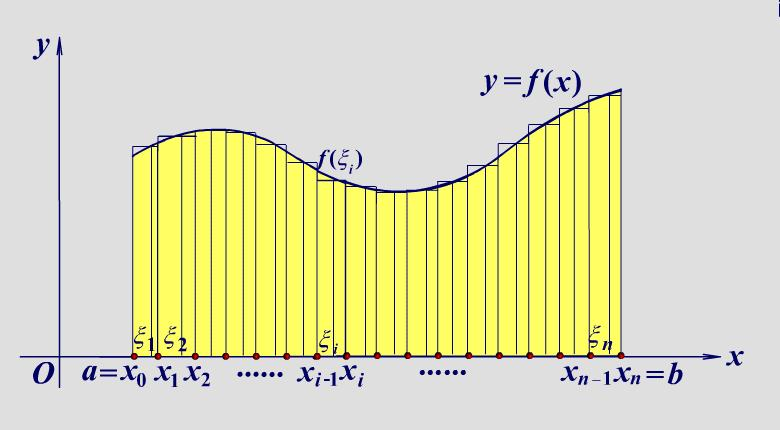 y
y=f(x)
f(ξᵢ)
ξ₁ ξ₂ ξᵢ ξₙ
x
O a=x₀ x₁ x₂ ······ xᵢ₋₁ xᵢ ······ xₙ₋₁ xₙ=b